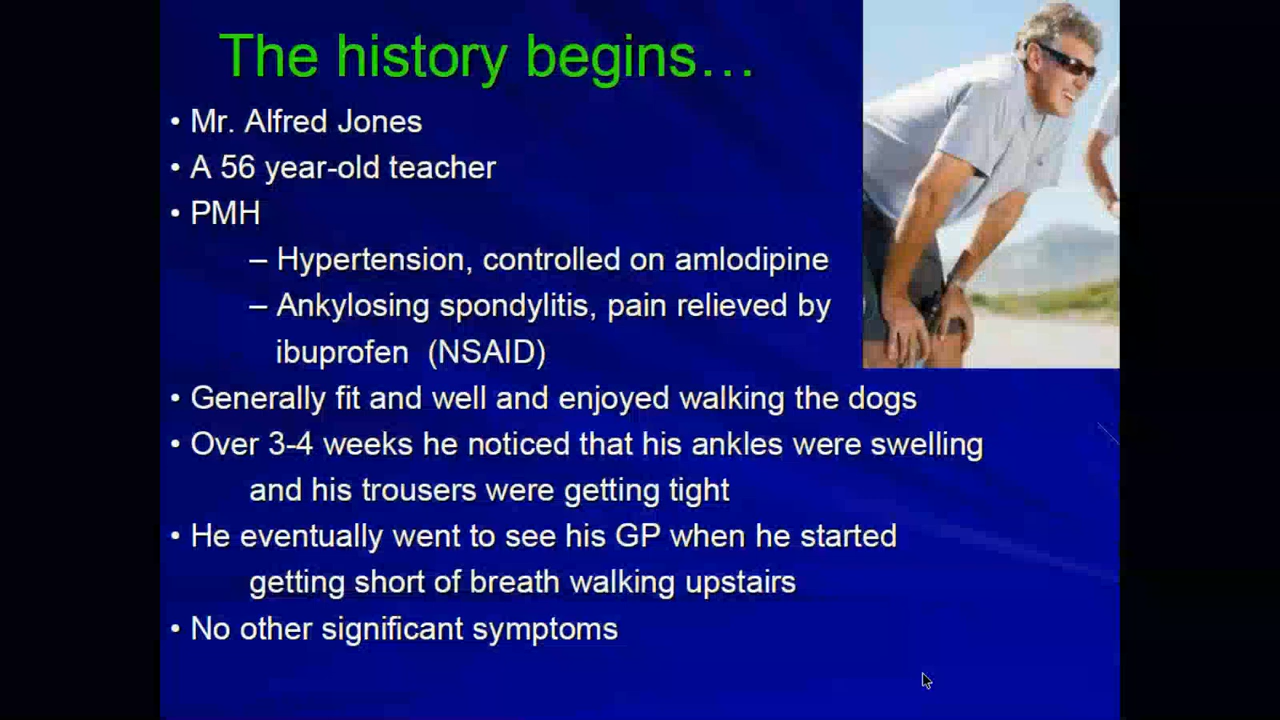 The history begins…
• Mr. Alfred Jones
• A 56 year-old teacher
• PMH
– Hypertension, controlled on amlodipine
– Ankylosing spondylitis, pain relieved by
ibuprofen (NSAID)
• Generally fit and well and enjoyed walking the dogs
• Over 3-4 weeks he noticed that his ankles were swelling
and his trousers were getting tight
• He eventually went to see his GP when he started
getting short of breath walking upstairs
• No other significant symptoms